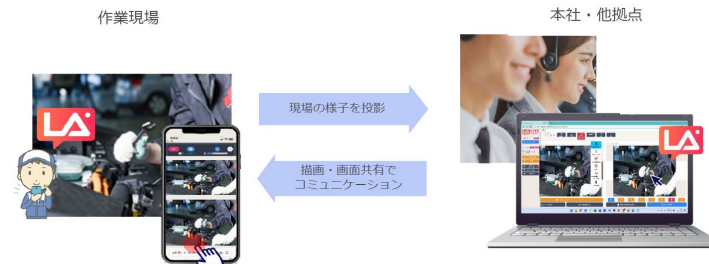 作業現場
本社・他拠点
LA
LA
現場の様子を投影
描画・画面共有で
コミュニケーション